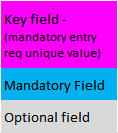 Key field -
(mandatory entry
req unique value)
Mandatory Field
Optional field